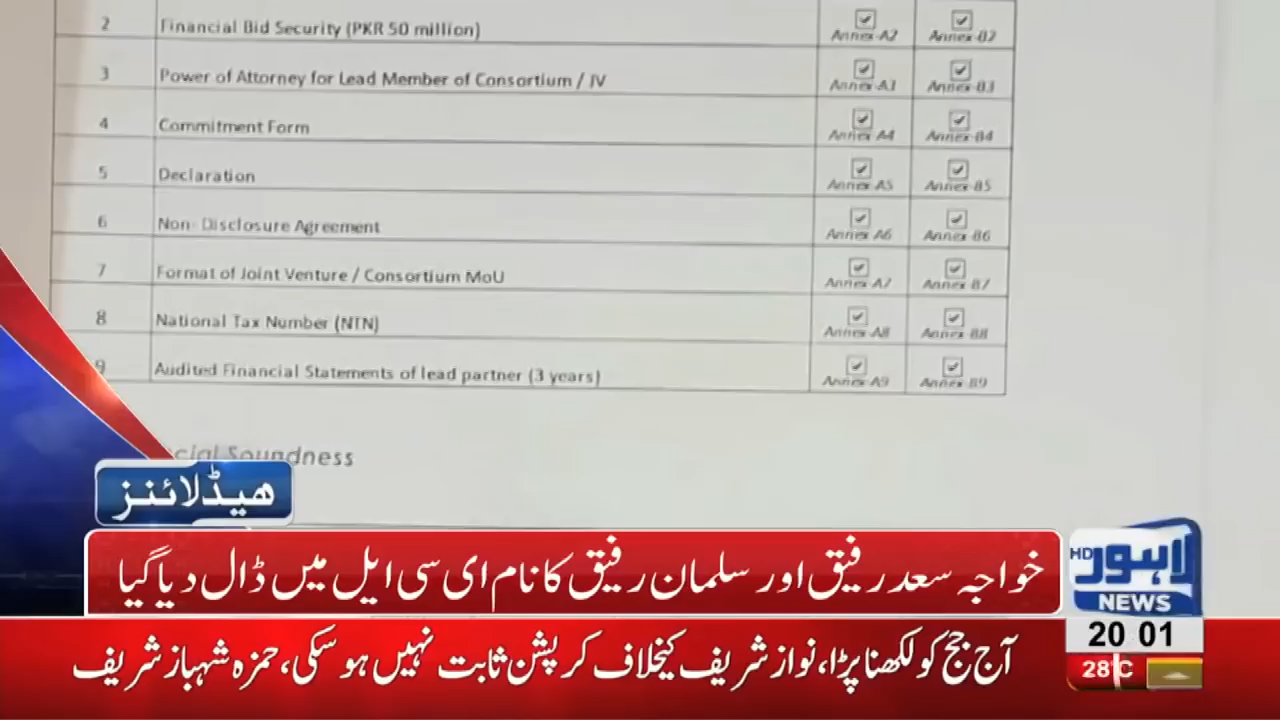 2 Financial Bid Security (PKR 50 million) Annex-A2 Annex-B2
3 Power of Attorney for Lead Member of Consortium / JV Annex-A3 Annex-B3
4 Commitment Form Annex-A4 Annex-B4
5 Declaration Annex-A5 Annex-B5
6 Non- Disclosure Agreement Annex-A6 Annex-B6
7 Format of Joint Venture / Consortium MoU Annex-A7 Annex-B7
8 National Tax Number (NTN) Annex-A8 Annex-B8
9 Audited Financial Statements of lead partner (3 years) Annex-A9 Annex-B9
Soundness
ھیڈلائنز
خواجہ سعد رفیق اور سلمان رفیق کا نام ای سی ایل میں ڈال دیا گیا
HD لاہور
NEWS
20 01
28°C
آج جج کو لکھنا پڑا، نواز شریف کیخلاف کرپشن ثابت نہیں ہو سکی، حمزہ شہباز شریف